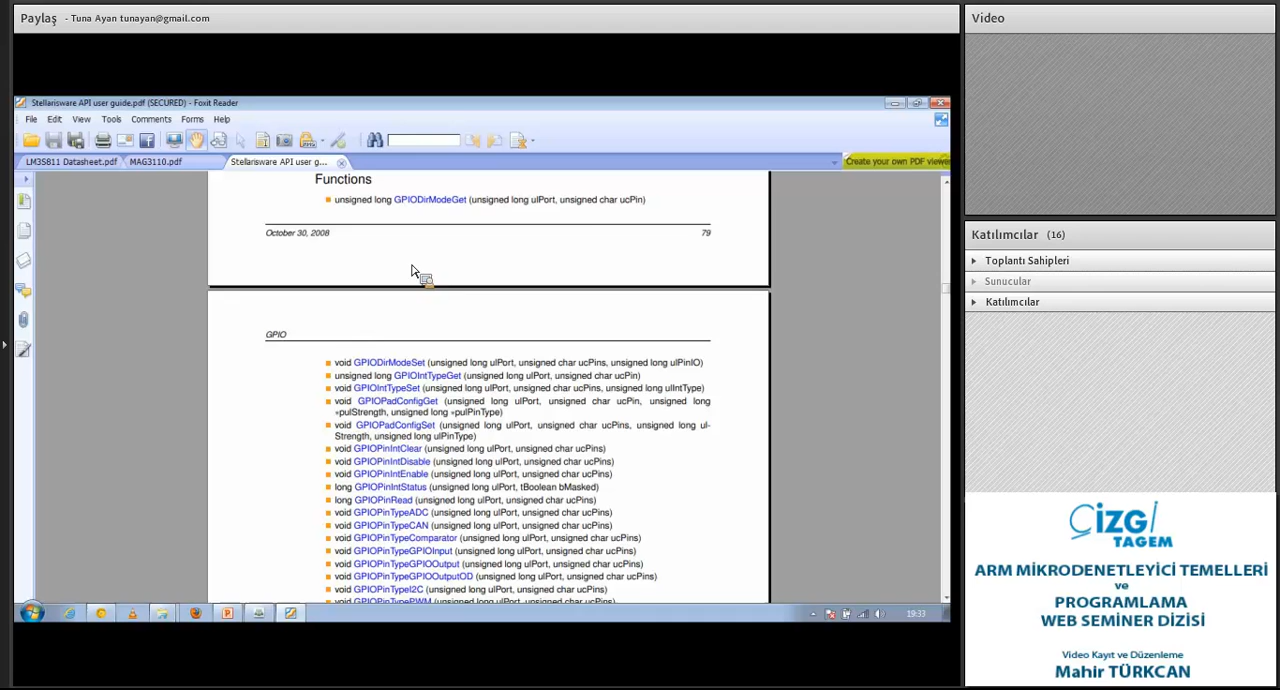 Paylaş - Tuna Ayan tunayan@gmail.com
Stellarisware API user guide.pdf (SECURED) - Foxit Reader
File Edit View Tools Comments Forms Help
LM3S811 Datasheet.pdf MAG3110.pdf Stellarisware API user g... Create your own PDF viewe
Functions
unsigned long GPIODirModeGet (unsigned long ulPort, unsigned char ucPin)
October 30, 2008 79
GPIO
void GPIODirModeSet (unsigned long ulPort, unsigned char ucPins, unsigned long ulPinIO)
unsigned long GPIOIntTypeGet (unsigned long ulPort, unsigned char ucPin)
void GPIOIntTypeSet (unsigned long ulPort, unsigned char ucPins, unsigned long ulIntType)
void GPIOPadConfigGet (unsigned long ulPort, unsigned char ucPin, unsigned long
*pulStrength, unsigned long *pulPinType)
void GPIOPadConfigSet (unsigned long ulPort, unsigned char ucPins, unsigned long ul-
Strength, unsigned long ulPinType)
void GPIOPinIntClear (unsigned long ulPort, unsigned char ucPins)
void GPIOPinIntDisable (unsigned long ulPort, unsigned char ucPins)
void GPIOPinIntEnable (unsigned long ulPort, unsigned char ucPins)
long GPIOPinIntStatus (unsigned long ulPort, tBoolean bMasked)
long GPIOPinRead (unsigned long ulPort, unsigned char ucPins)
void GPIOPinTypeADC (unsigned long ulPort, unsigned char ucPins)
void GPIOPinTypeCAN (unsigned long ulPort, unsigned char ucPins)
void GPIOPinTypeComparator (unsigned long ulPort, unsigned char ucPins)
void GPIOPinTypeGPIOInput (unsigned long ulPort, unsigned char ucPins)
void GPIOPinTypeGPIOOutput (unsigned long ulPort, unsigned char ucPins)
void GPIOPinTypeGPIOOutputOD (unsigned long ulPort, unsigned char ucPins)
void GPIOPinTypeI2C (unsigned long ulPort, unsigned char ucPins)
void GPIOPinTypePWM (unsigned long ulPort, unsigned char ucPins)
19:33
Video
Katılımcılar (16)
Toplantı Sahipleri
Sunucular
Katılımcılar
ÇİZGİ
TAGEM
ARM MİKRODENETLEYİCİ TEMELLERİ
ve
PROGRAMLAMA
WEB SEMİNER DİZİSİ
Video Kayıt ve Düzenleme
Mahir TÜRKCAN